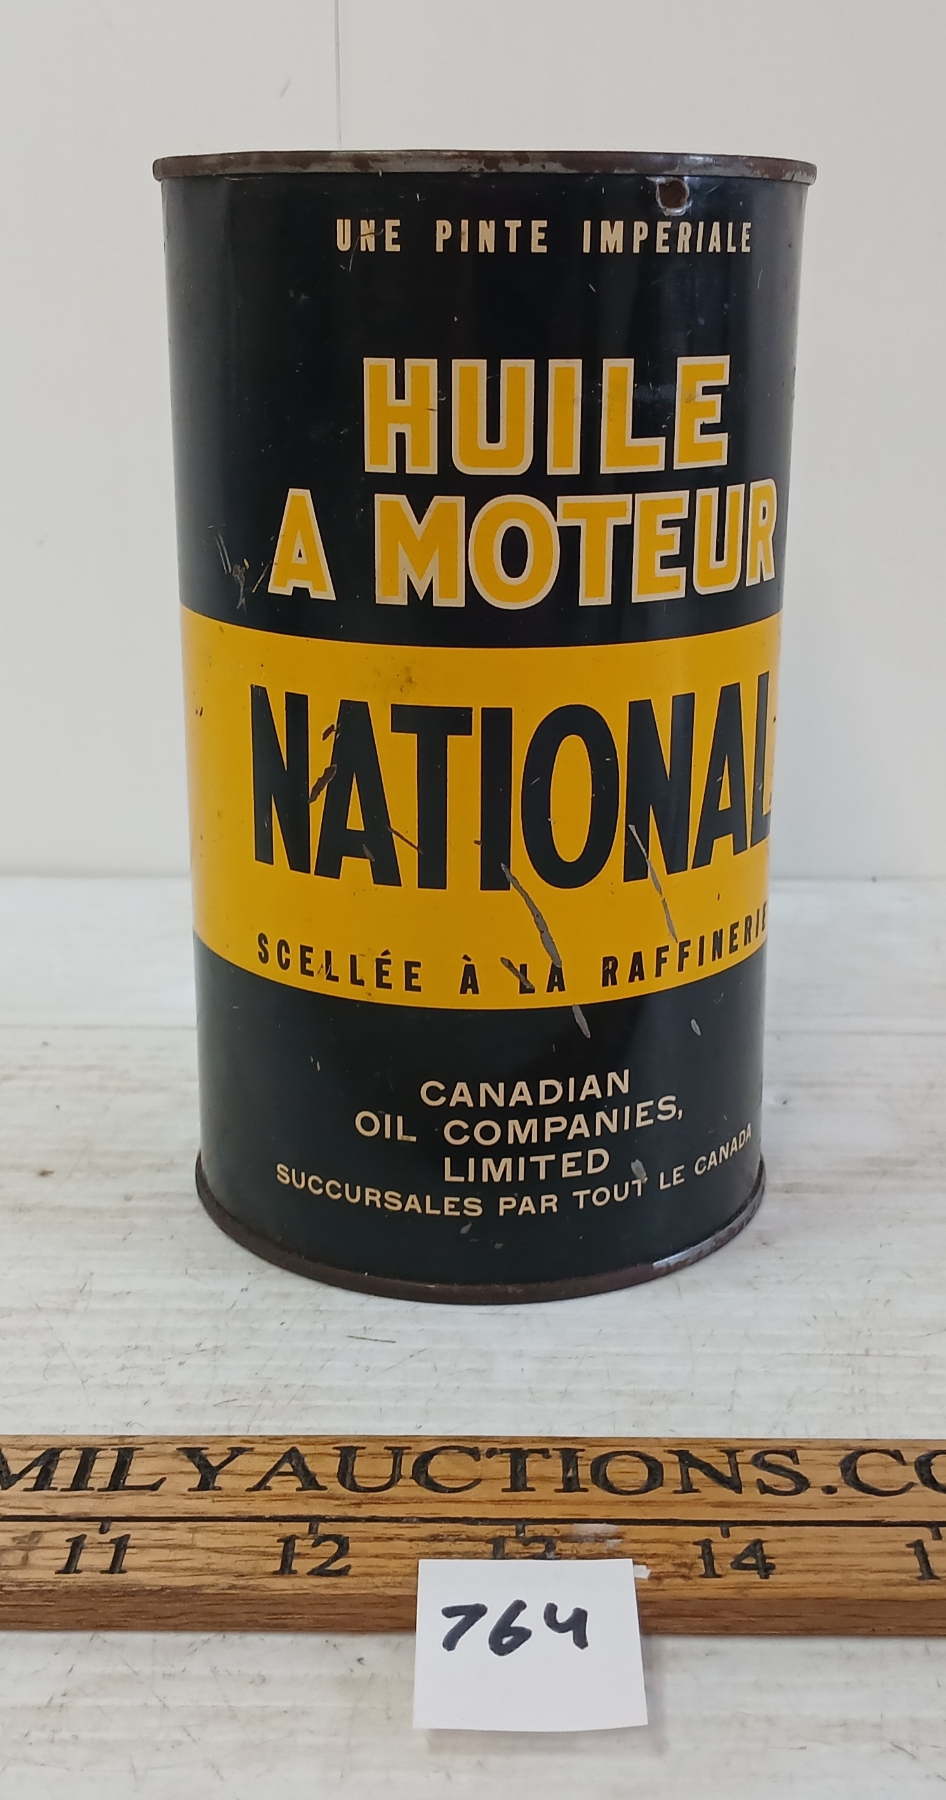 UNE PINTE IMPERIALE
HUILE
A MOTEUR
NATIONAL
SCELLÉE À LA RAFFINERIE
CANADIAN
OIL COMPANIES,
LIMITED
SUCCURSALES PAR TOUT LE CANADA
MILYAUCTIONS.CO
11 12 13 14 1
764